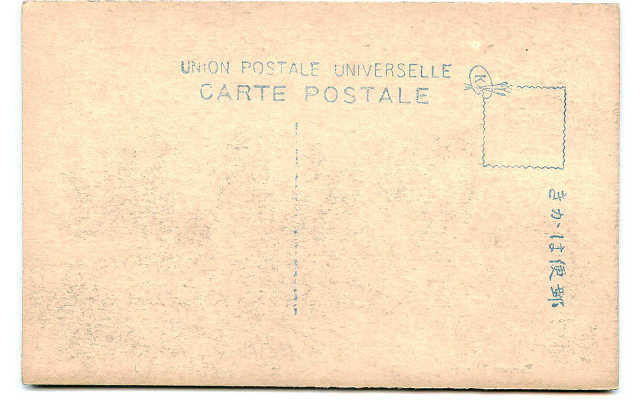 UNION POSTALE UNIVERSELLE
CARTE POSTALE
K
郵便はがき